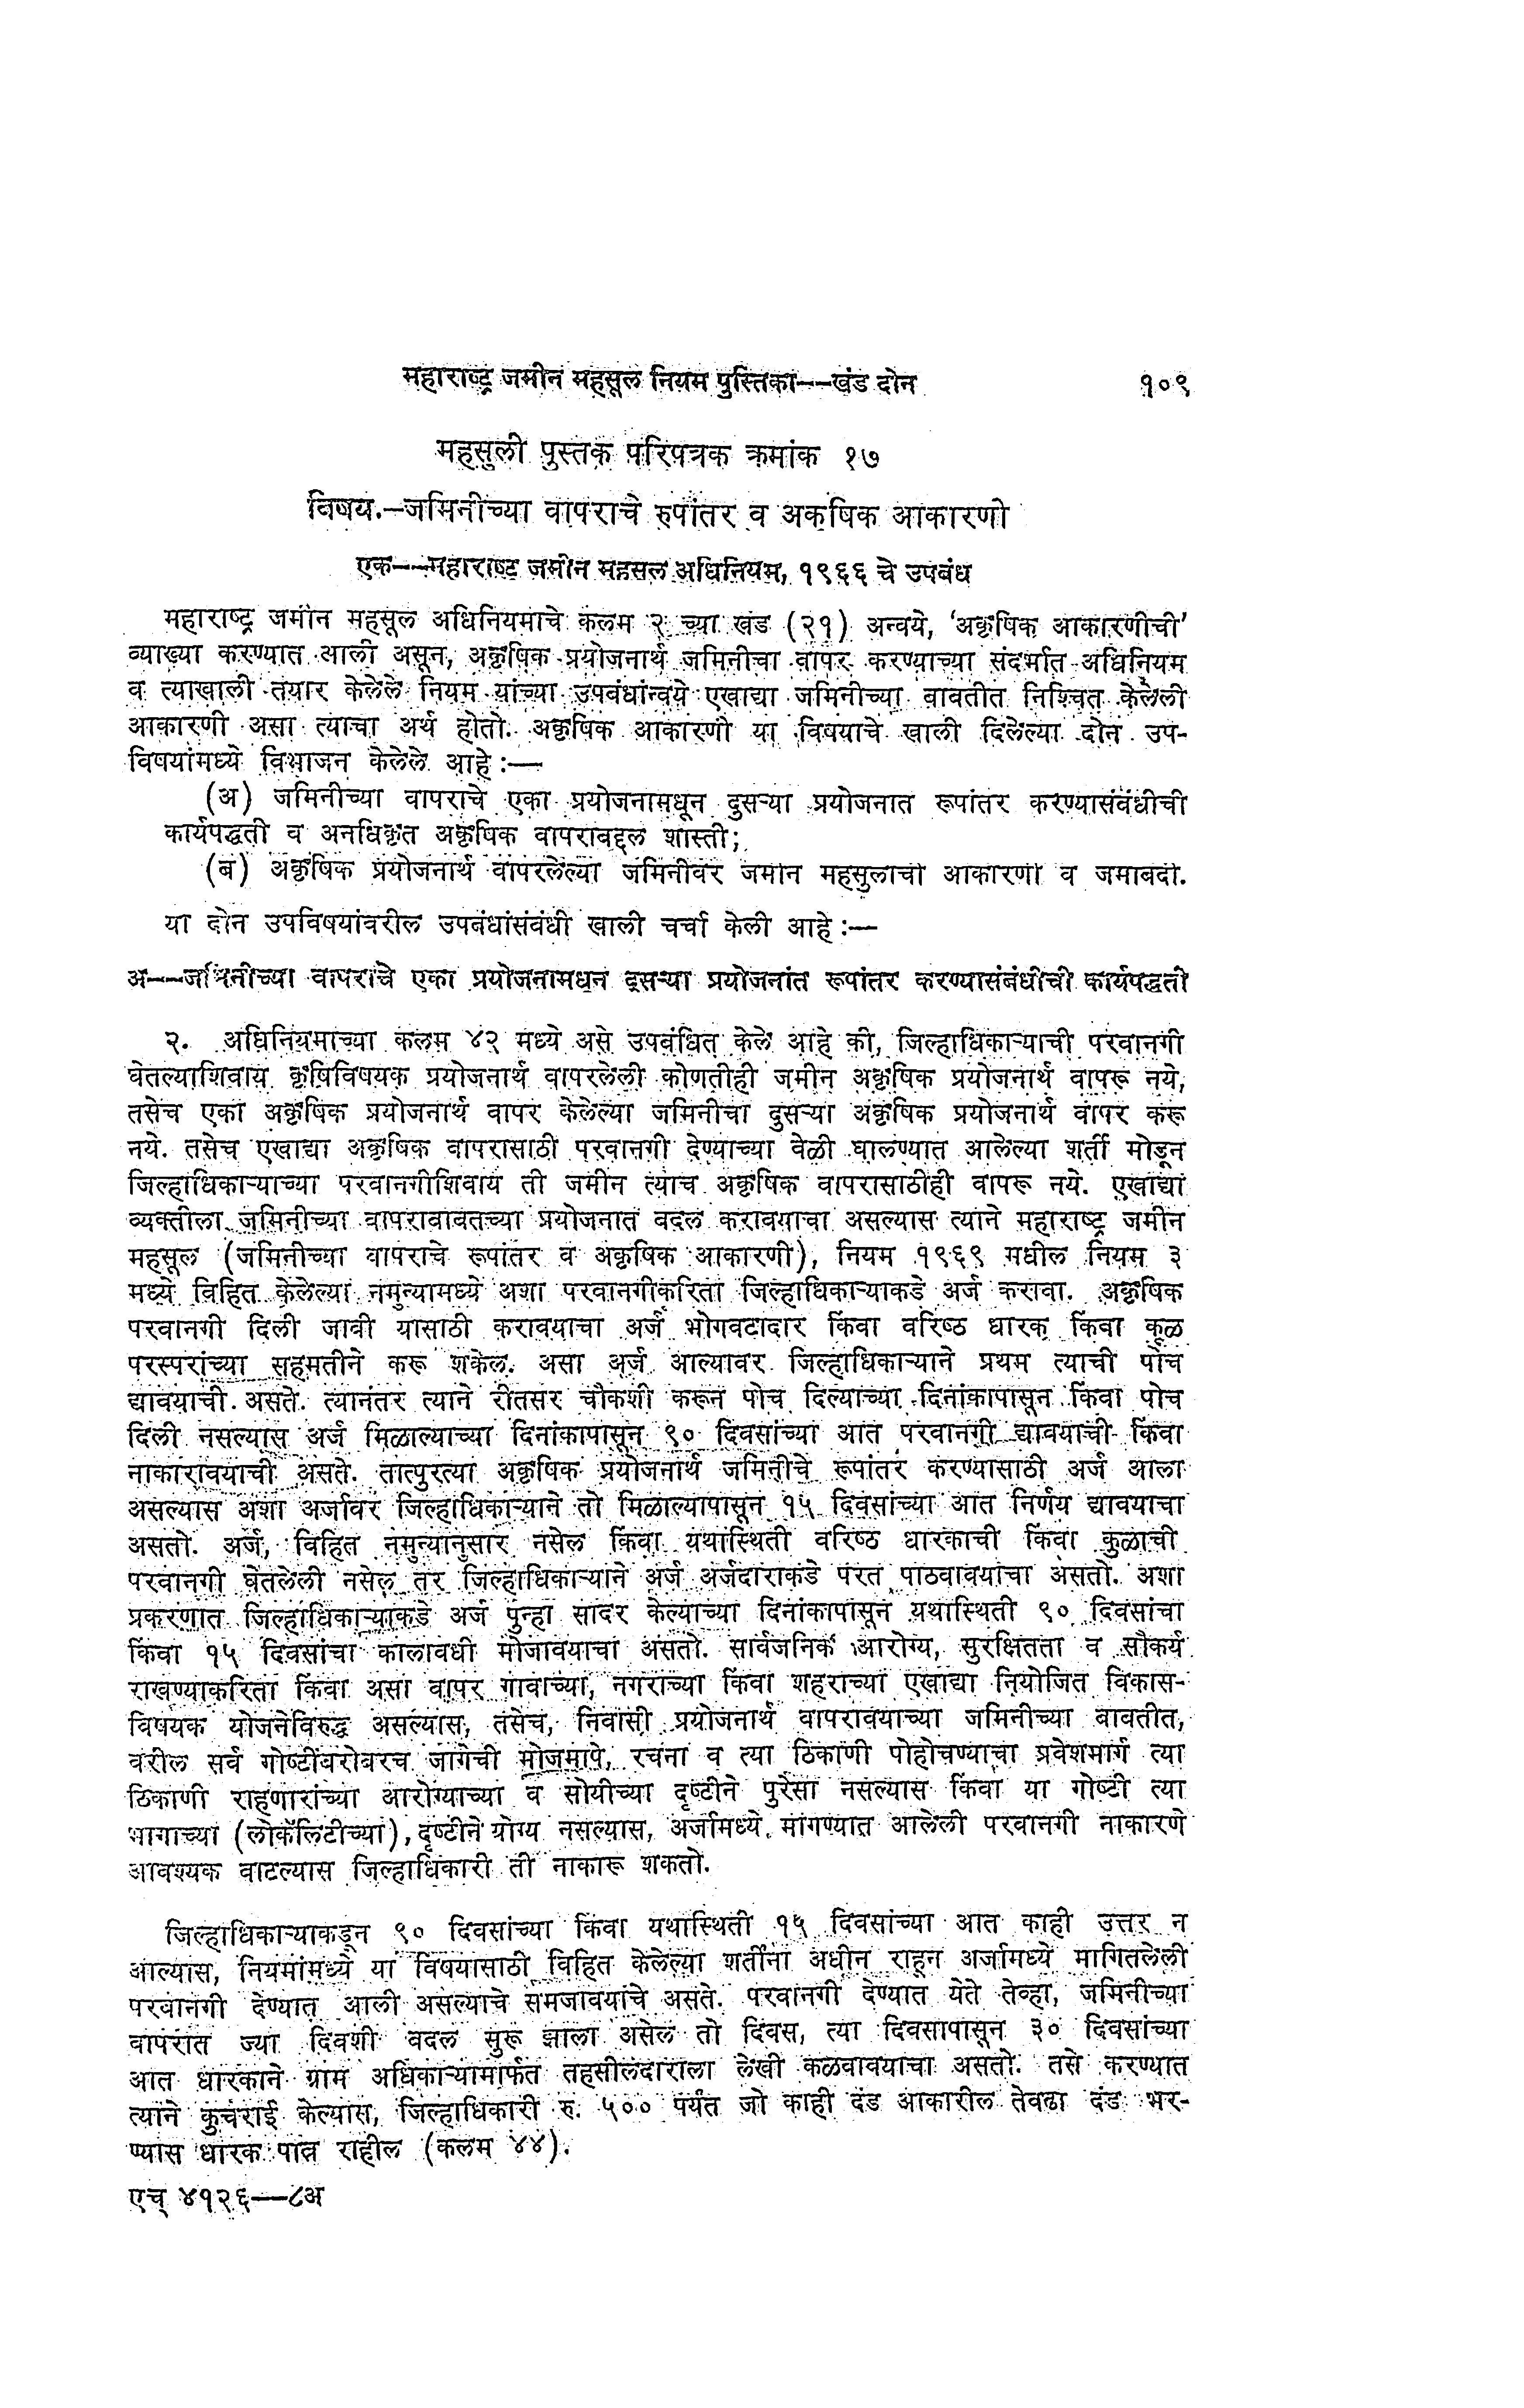 महाराष्ट्र जमीन महसूल नियम पुस्तिका--खंड दोन १०९
महसुली पुस्तक परिपत्रक क्रमांक १७
विषय.—जमिनीच्या वापराचे रुपांतर व अकृषिक आकारणी
एक--महाराष्ट्र जमीन महसूल अधिनियम, १९६६ चे उपबंध
महाराष्ट्र जमीन महसूल अधिनियमाचे कलम २ च्या खंड (२१) अन्वये, 'अकृषिक आकारणीची'
व्याख्या करण्यात आली असून, अकृषिक प्रयोजनार्थ जमिनीचा वापर करण्याच्या संदर्भात अधिनियम
व त्याखाली तयार केलेले नियम यांच्या उपबंधांन्वये एखाद्या जमिनीच्या बाबतीत निश्चित केलेली
आकारणी असा त्याचा अर्थ होतो. अकृषिक आकारणी या विषयाचे खाली दिलेल्या दोन उप-
विषयांमध्ये विभाजन केलेले आहे :—
(अ) जमिनीच्या वापराचे एका प्रयोजनामधून दुसऱ्या प्रयोजनात रूपांतर करण्यासंबंधीची
कार्यपद्धती व अनधिकृत अकृषिक वापराबद्दल शास्ती;
(ब) अकृषिक प्रयोजनार्थ वापरलेल्या जमिनीवर जमीन महसुलाची आकारणी व जमाबंदी.
या दोन उपविषयांवरील उपबंधांसंबंधी खाली चर्चा केली आहे :—
अ--जमिनीच्या वापराचे एका प्रयोजनामधून दुसऱ्या प्रयोजनांत रूपांतर करण्यासंबंधीची कार्यपद्धती
२. अधिनियमाच्या कलम ४२ मध्ये असे उपबंधित केले आहे की, जिल्हाधिकाऱ्याची परवानगी
घेतल्याशिवाय कृषिविषयक प्रयोजनार्थ वापरलेली कोणतीही जमीन अकृषिक प्रयोजनार्थ वापरू नये,
तसेच एका अकृषिक प्रयोजनार्थ वापर केलेल्या जमिनीचा दुसऱ्या अकृषिक प्रयोजनार्थ वापर करू
नये. तसेच एखाद्या अकृषिक वापरासाठी परवानगी देण्याच्या वेळी घालण्यात आलेल्या शर्ती मोडून
जिल्हाधिकाऱ्याच्या परवानगीशिवाय ती जमीन त्याच अकृषिक वापरासाठीही वापरू नये. एखाद्या
व्यक्तीला जमिनीच्या वापराबाबतच्या प्रयोजनात बदल करावयाचा असल्यास त्याने महाराष्ट्र जमीन
महसूल (जमिनीच्या वापराचे रूपांतर व अकृषिक आकारणी), नियम १९६९ मधील नियम ३
मध्ये विहित केलेल्या नमुन्यामध्ये अशा परवानगीकरिता जिल्हाधिकाऱ्याकडे अर्ज करावा. अकृषिक
परवानगी दिली जावी यासाठी करावयाचा अर्ज भोगवटादार किंवा वरिष्ठ धारक किंवा कूळ
परस्परांच्या सहमतीने करू शकेल. असा अर्ज आल्यावर जिल्हाधिकाऱ्याने प्रथम त्याची पोच
द्यावयाची असते. त्यानंतर त्याने रीतसर चौकशी करून पोच दिल्याच्या दिनांकापासून किंवा पोच
दिली नसल्यास अर्ज मिळाल्याच्या दिनांकापासून ९० दिवसांच्या आत परवानगी द्यावयाची किंवा
नाकारावयाची असते. तात्पुरत्या अकृषिक प्रयोजनार्थ जमिनीचे रूपांतर करण्यासाठी अर्ज आला
असल्यास अशा अर्जावर जिल्हाधिकाऱ्याने तो मिळाल्यापासून १५ दिवसांच्या आत निर्णय द्यावयाचा
असतो. अर्ज, विहित नमुन्यानुसार नसेल किंवा यथास्थिती वरिष्ठ धारकाची किंवा कुळाची
परवानगी घेतलेली नसेल तर जिल्हाधिकाऱ्याने अर्ज अर्जदाराकडे परत पाठवावयाचा असतो. अशा
प्रकरणात जिल्हाधिकाऱ्याकडे अर्ज पुन्हा सादर केल्याच्या दिनांकापासून यथास्थिती ९० दिवसांचा
किंवा १५ दिवसांचा कालावधी मोजावयाचा असतो. सार्वजनिक आरोग्य, सुरक्षितता व सौकर्य
राखण्याकरिता किंवा असा वापर गावाच्या, नगराच्या किंवा शहराच्या एखाद्या नियोजित विकास-
विषयक योजनेविरुद्ध असल्यास, तसेच, निवासी प्रयोजनार्थ वापरावयाच्या जमिनीच्या बाबतीत,
वरील सर्व गोष्टींबरोबरच जागेची मोजमापे, रचना व त्या ठिकाणी पोहोचण्याचा प्रवेशमार्ग त्या
ठिकाणी राहणारांच्या आरोग्याच्या व सोयीच्या दृष्टीने पुरेसा नसल्यास किंवा या गोष्टी त्या
भागाच्या (लोकॅलिटीच्या), दृष्टीने योग्य नसल्यास, अर्जामध्ये मागण्यात आलेली परवानगी नाकारणे
आवश्यक वाटल्यास जिल्हाधिकारी ती नाकारू शकतो.
जिल्हाधिकाऱ्याकडून ९० दिवसांच्या किंवा यथास्थिती १५ दिवसांच्या आत काही उत्तर न
आल्यास, नियमांमध्ये या विषयासाठी विहित केलेल्या शर्तींना अधीन राहून अर्जामध्ये मागितलेली
परवानगी देण्यात आली असल्याचे समजावयाचे असते. परवानगी देण्यात येते तेव्हा, जमिनीच्या
वापरात ज्या दिवशी बदल सुरू झाला असेल तो दिवस, त्या दिवसापासून ३० दिवसांच्या
आत धारकाने ग्राम अधिकाऱ्यामार्फत तहसीलदाराला लेखी कळवावयाचा असतो. तसे करण्यात
त्याने कुचराई केल्यास, जिल्हाधिकारी रु. ५०० पर्यंत जो काही दंड आकारील तेवढा दंड भर-
ण्यास धारक पात्र राहील (कलम ४४).
एच् ४१२६—८अ